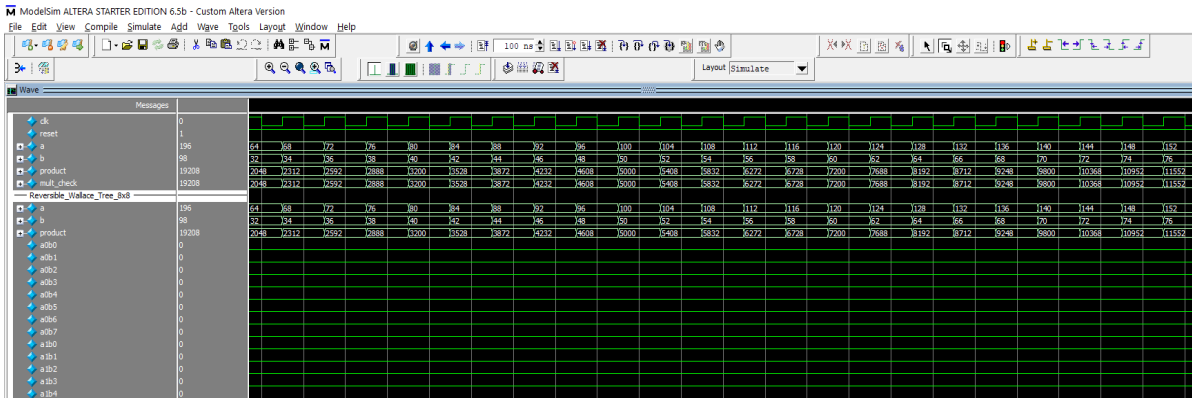 ModelSim ALTERA STARTER EDITION 6.5b - Custom Altera Version
File Edit View Compile Simulate Add Wave Tools Layout Window Help
100 ns
Layout Simulate
Wave
Messages
clk 0
reset 1
a 196 64 68 72 76 80 84 88 92 96 100 104 108 112 116 120 124 128 132 136 140 144 148 152
b 98 32 34 36 38 40 42 44 46 48 50 52 54 56 58 60 62 64 66 68 70 72 74 76
product 19208 2048 2312 2592 2888 3200 3528 3872 4232 4608 5000 5408 5832 6272 6728 7200 7688 8192 8712 9248 9800 10368 10952 11552
mult_check 19208 2048 2312 2592 2888 3200 3528 3872 4232 4608 5000 5408 5832 6272 6728 7200 7688 8192 8712 9248 9800 10368 10952 11552
Reversible_Wallace_Tree_8x8
a 196 64 68 72 76 80 84 88 92 96 100 104 108 112 116 120 124 128 132 136 140 144 148 152
b 98 32 34 36 38 40 42 44 46 48 50 52 54 56 58 60 62 64 66 68 70 72 74 76
product 19208 2048 2312 2592 2888 3200 3528 3872 4232 4608 5000 5408 5832 6272 6728 7200 7688 8192 8712 9248 9800 10368 10952 11552
a0b0 0
a0b1 0
a0b2 0
a0b3 0
a0b4 0
a0b5 0
a0b6 0
a0b7 0
a1b0 0
a1b1 0
a1b2 0
a1b3 0
a1b4 0